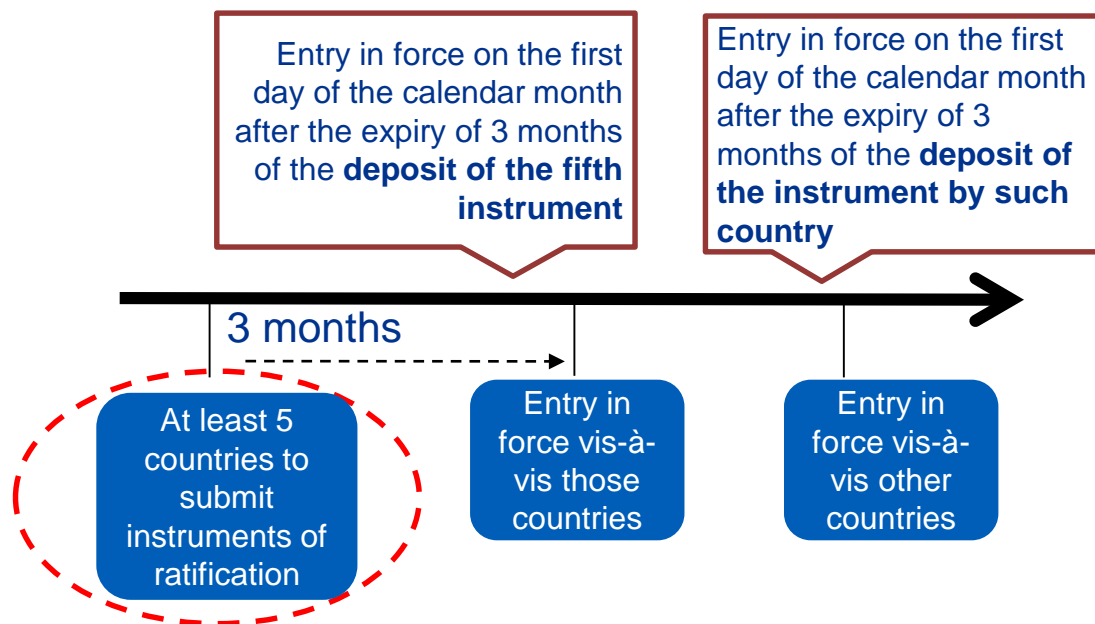 Entry in force on the first
day of the calendar month
after the expiry of 3 months
of the deposit of the fifth
instrument
Entry in force on the first
day of the calendar month
after the expiry of 3
months of the deposit of
the instrument by such
country
3 months
At least 5
countries to
submit
instruments of
ratification
Entry in
force vis-à-
vis those
countries
Entry in
force vis-à-
vis other
countries